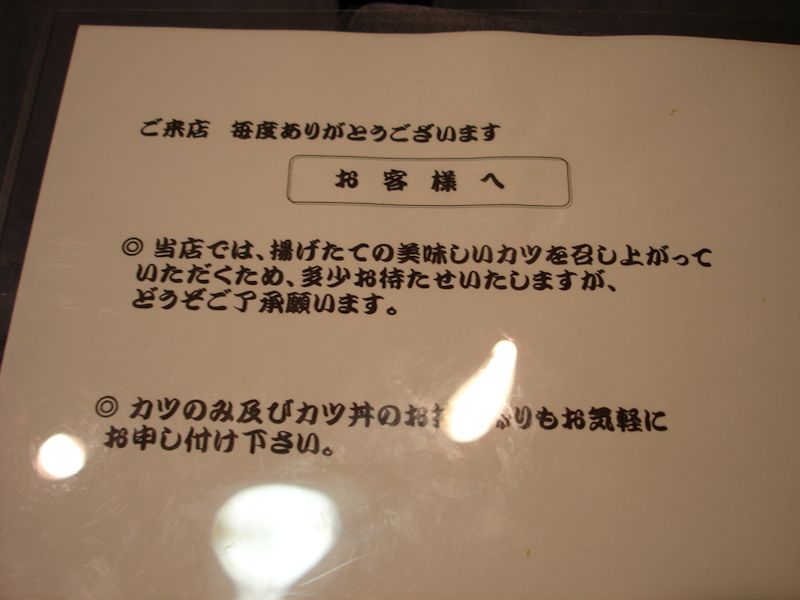 ご来店 毎度ありがとうございます
お客様へ
◎ 当店では、揚げたての美味しいカツを召し上がって
いただくため、多少お待たせいたしますが、
どうぞご了承願います。
◎ カツのみ及びカツ丼のお持 りもお気軽に
お申し付け下さい。